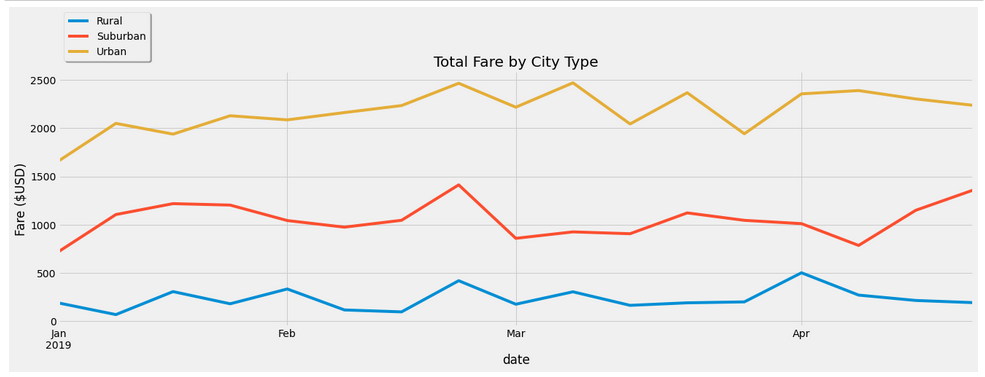 Rural
Suburban
Urban
Total Fare by City Type
2500
2000
1500
1000
500
0
Fare ($USD)
Jan Feb Mar Apr
2019
date